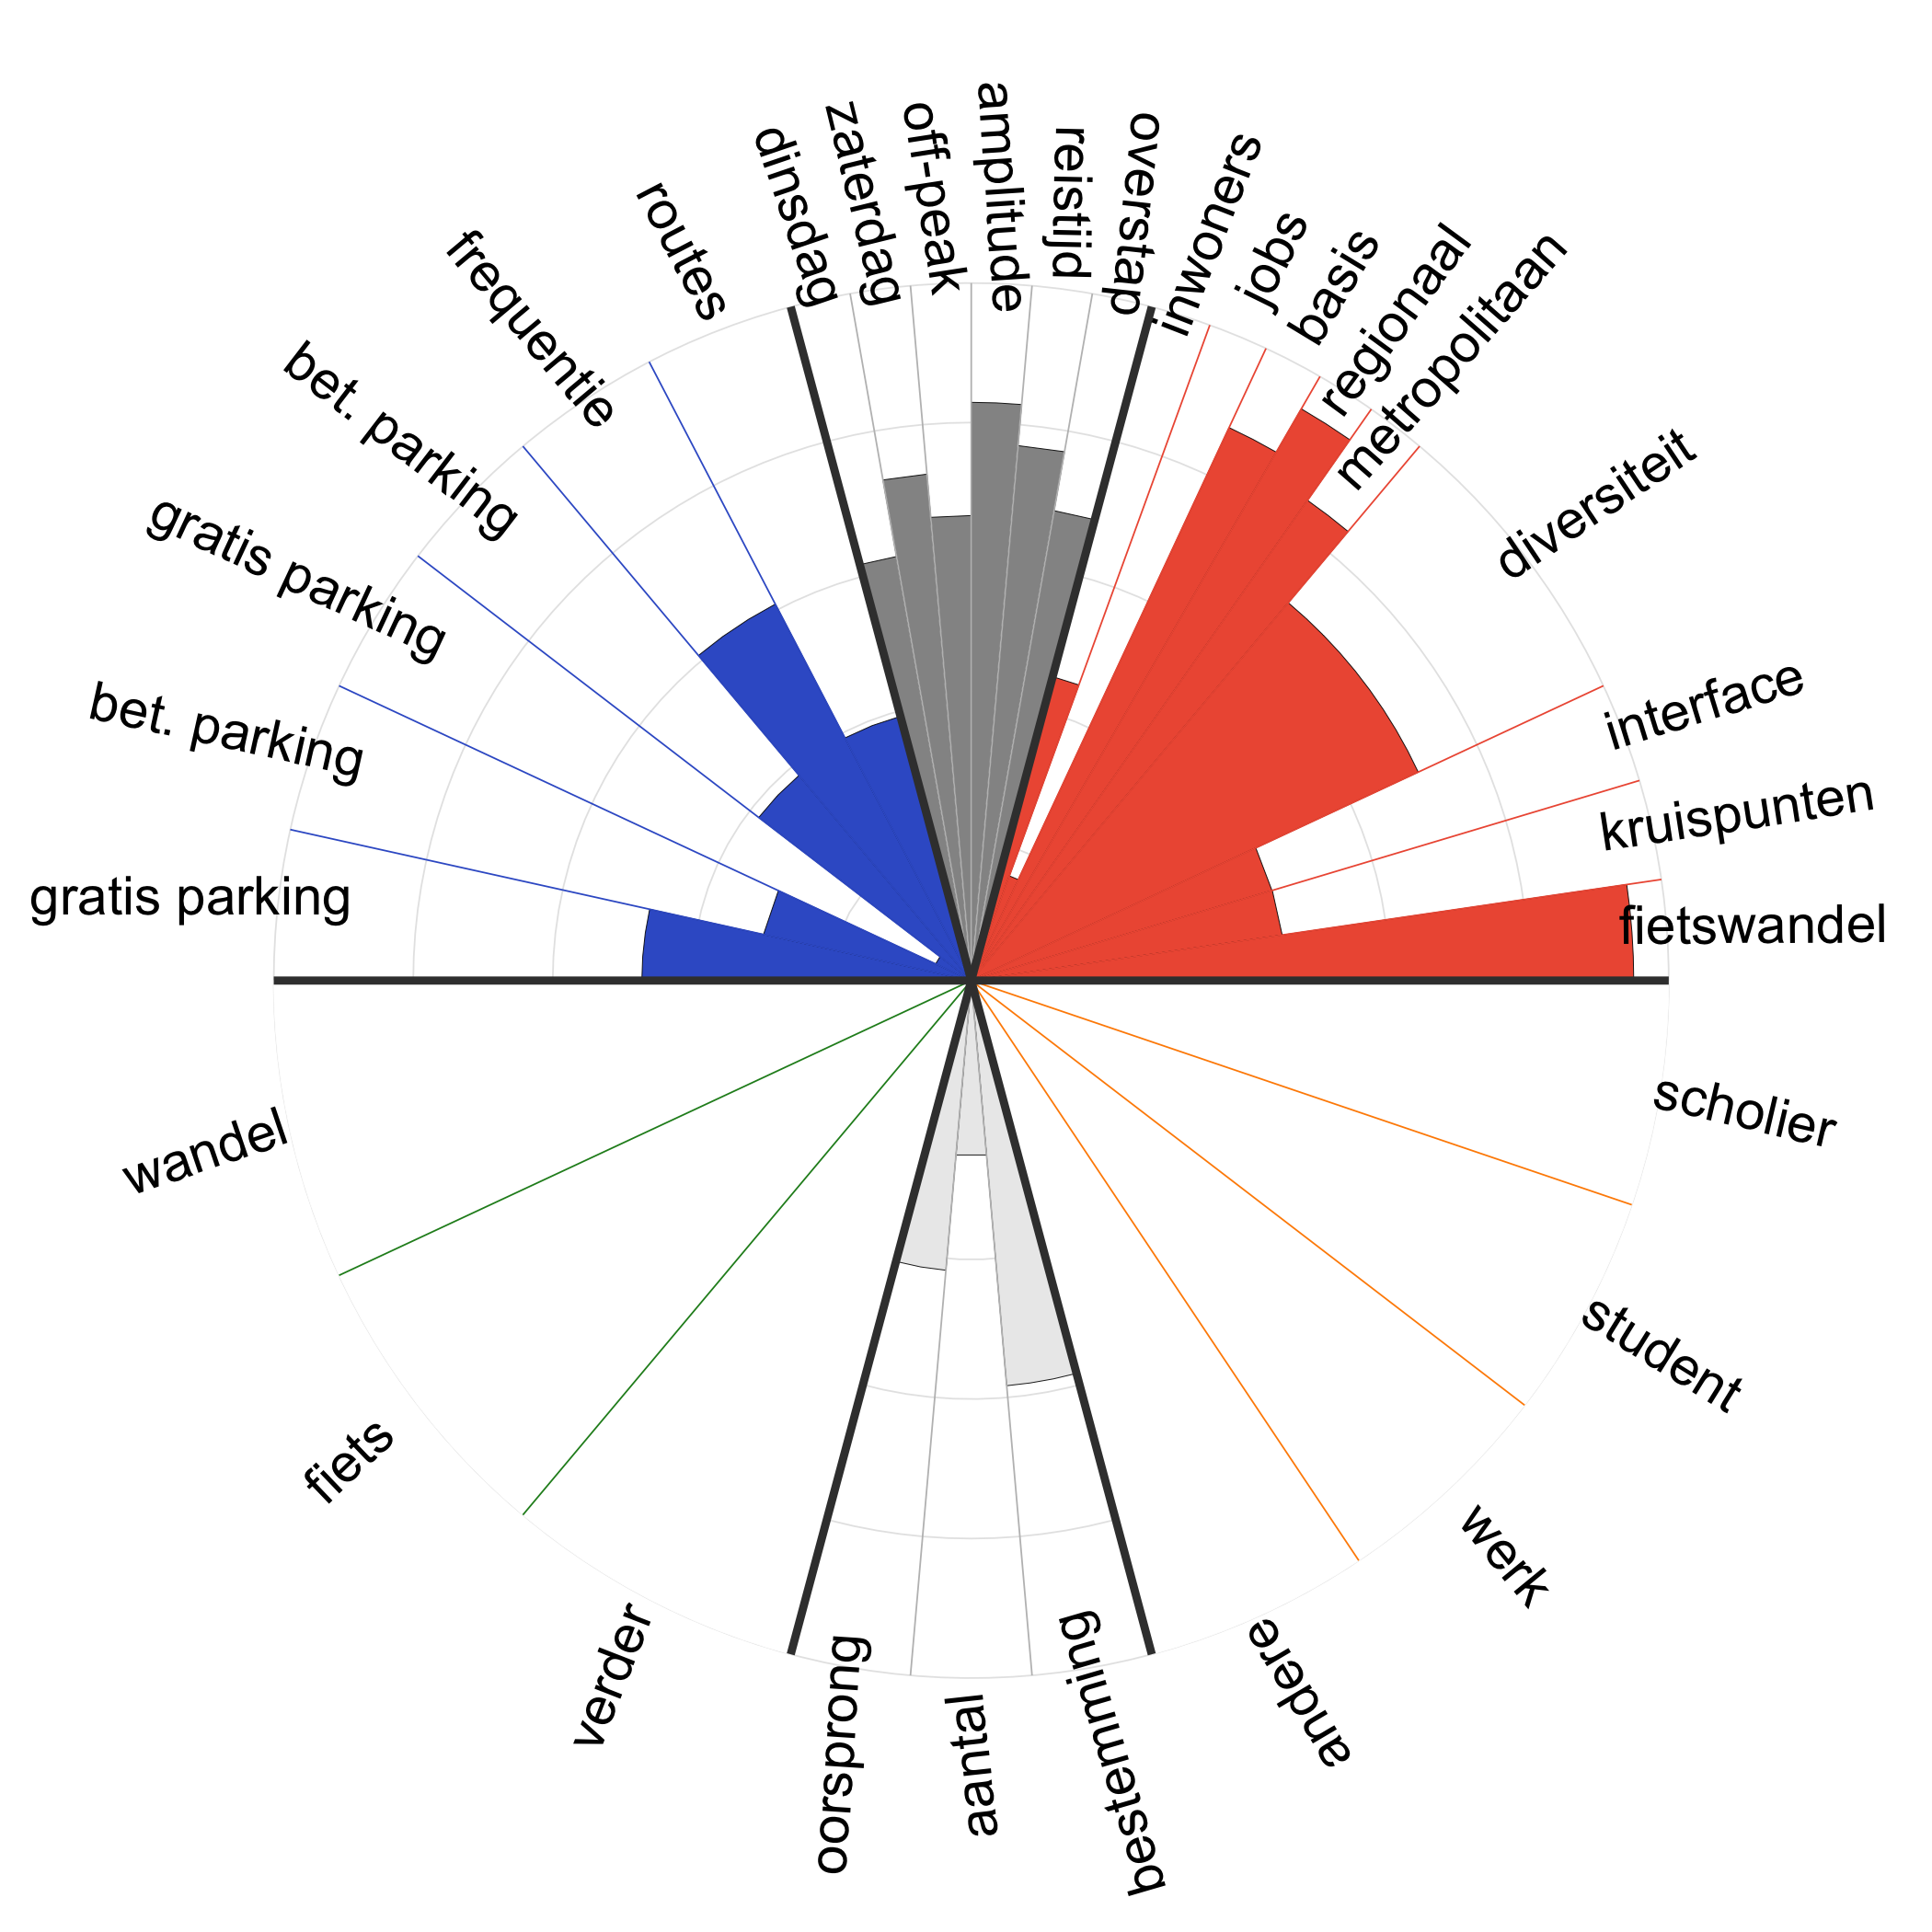 dinsdag
zaterdag
off-peak
amplitude
reistijd
overstap
inwoners
jobs
basis
regionaal
metropolitaan
diversiteit
interface
kruispunten
fietswandel
scholier
student
werk
andere
bestemming
aantal
oorsprong
verder
fiets
wandel
gratis parking
bet. parking
gratis parking
bet. parking
frequentie
routes